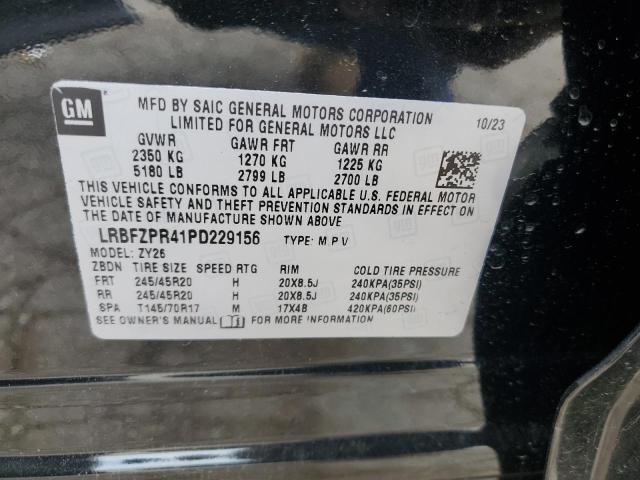 GM
MFD BY SAIC GENERAL MOTORS CORPORATION
LIMITED FOR GENERAL MOTORS LLC
10/23
GVWR GAWR FRT GAWR RR
2350 KG 1270 KG 1225 KG
5180 LB 2799 LB 2700 LB
THIS VEHICLE CONFORMS TO ALL APPLICABLE U.S. FEDERAL MOTOR
VEHICLE SAFETY AND THEFT PREVENTION STANDARDS IN EFFECT ON
THE DATE OF MANUFACTURE SHOWN ABOVE
LRBFZPR41PD229156 TYPE: M P V
MODEL: ZY26
ZBDN TIRE SIZE SPEED RTG RIM COLD TIRE PRESSURE
FRT 245/45R20 H 20X8.5J 240KPA(35PSI)
RR 245/45R20 H 20X8.5J 240KPA(35PSI)
SPA T145/70R17 M 17X4B 420KPA(60PSI)
SEE OWNER'S MANUAL FOR MORE INFORMATION